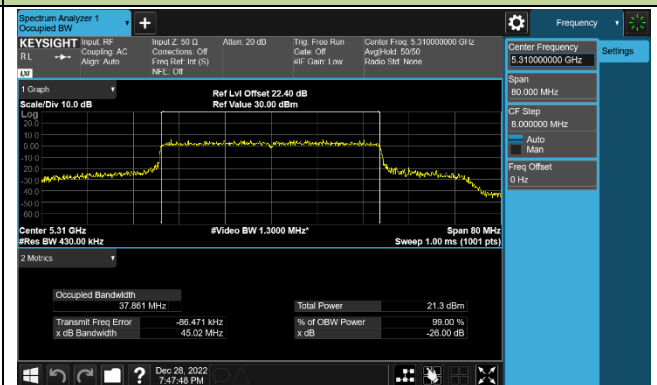 Spectrum Analyzer 1
Occupied BW
+
Frequency
KEYSIGHT
RL
Input: RF
Coupling: AC
Align: Auto
Input Z: 50 Ω
Corrections: Off
Freq Ref: Int (S)
NFE: Off
Atten: 20 dB
Trig: Free Run
Gate: Off
#IF Gain: Low
Center Freq: 5.310000000 GHz
Avg|Hold: 50/50
Radio Std: None
Center Frequency
5.310000000 GHz
Settings
Span
80.000 MHz
CF Step
8.000000 MHz
Auto
Man
Freq Offset
0 Hz
1 Graph
Scale/Div 10.0 dB
Ref Lvl Offset 22.40 dB
Ref Value 30.00 dBm
Log
20.0
10.0
0.00
-10.0
-20.0
-30.0
-40.0
-50.0
-60.0
Center 5.31 GHz
#Res BW 430.00 kHz
#Video BW 1.3000 MHz*
Span 80 MHz
Sweep 1.00 ms (1001 pts)
2 Metrics
Occupied Bandwidth
37.861 MHz
Total Power 21.3 dBm
Transmit Freq Error -86.471 kHz
% of OBW Power 99.00 %
x dB Bandwidth 45.02 MHz
x dB -26.00 dB
?
Dec 28, 2022
7:47:48 PM